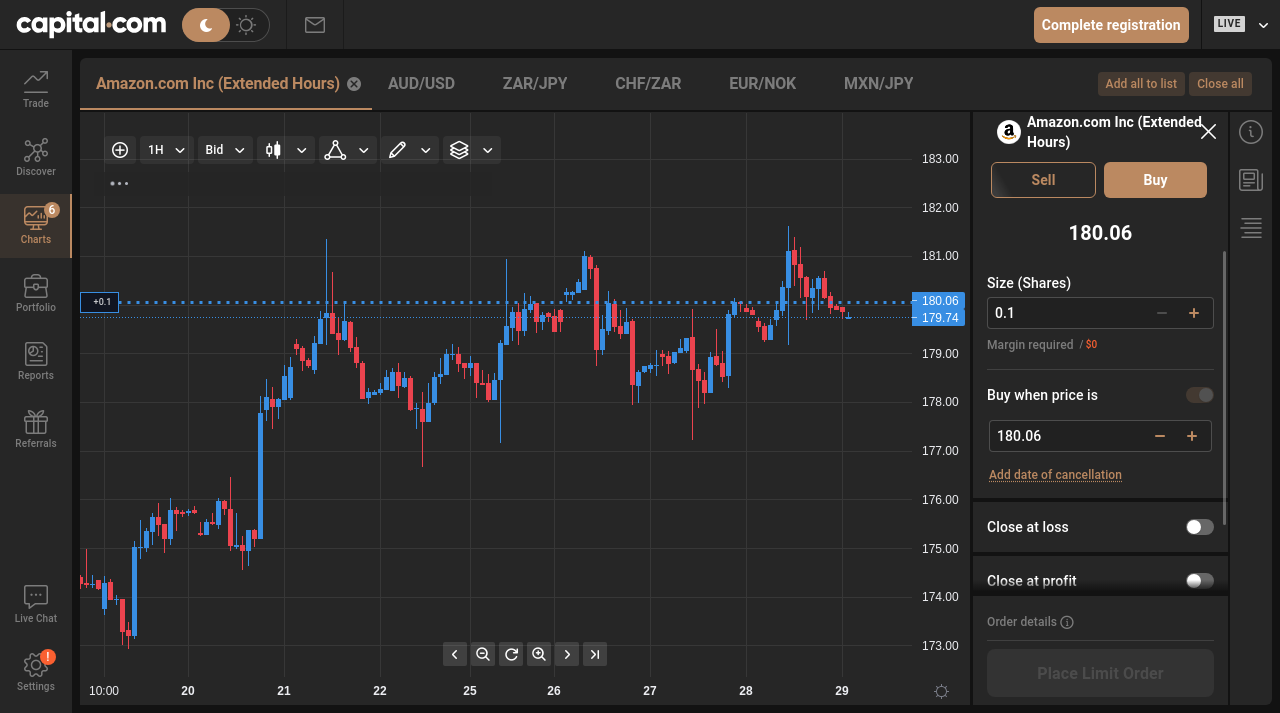 capital.com
Complete registration
LIVE
Trade
Discover
6
Charts
Portfolio
Reports
Referrals
Live Chat
!
Settings
Amazon.com Inc (Extended Hours)
AUD/USD
ZAR/JPY
CHF/ZAR
EUR/NOK
MXN/JPY
Add all to list
Close all
1H
Bid
+0.1
183.00
182.00
181.00
180.06
179.74
179.00
178.00
177.00
176.00
175.00
174.00
173.00
10:00
20
21
22
25
26
27
28
29
a
Amazon.com Inc (Extended
Hours)
Sell
Buy
180.06
Size (Shares)
0.1
Margin required / $0
Buy when price is
180.06
Add date of cancellation
Close at loss
Close at profit
Order details
Place Limit Order